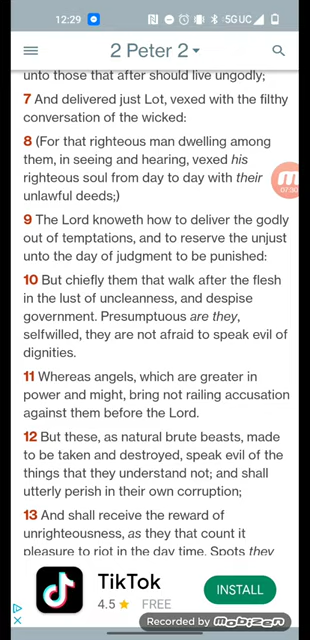 12:29
5GUC
2 Peter 2
unto those that after should live ungodly;
7 And delivered just Lot, vexed with the filthy
conversation of the wicked:
8 (For that righteous man dwelling among
them, in seeing and hearing, vexed his
righteous soul from day to day with their
unlawful deeds;)
07:30
9 The Lord knoweth how to deliver the godly
out of temptations, and to reserve the unjust
unto the day of judgment to be punished:
10 But chiefly them that walk after the flesh
in the lust of uncleanness, and despise
government. Presumptuous are they,
selfwilled, they are not afraid to speak evil of
dignities.
11 Whereas angels, which are greater in
power and might, bring not railing accusation
against them before the Lord.
12 But these, as natural brute beasts, made
to be taken and destroyed, speak evil of the
things that they understand not; and shall
utterly perish in their own corruption;
13 And shall receive the reward of
unrighteousness, as they that count it
pleasure to riot in the day time. Spots they
TikTok
4.5 FREE
INSTALL
Recorded by mobizen